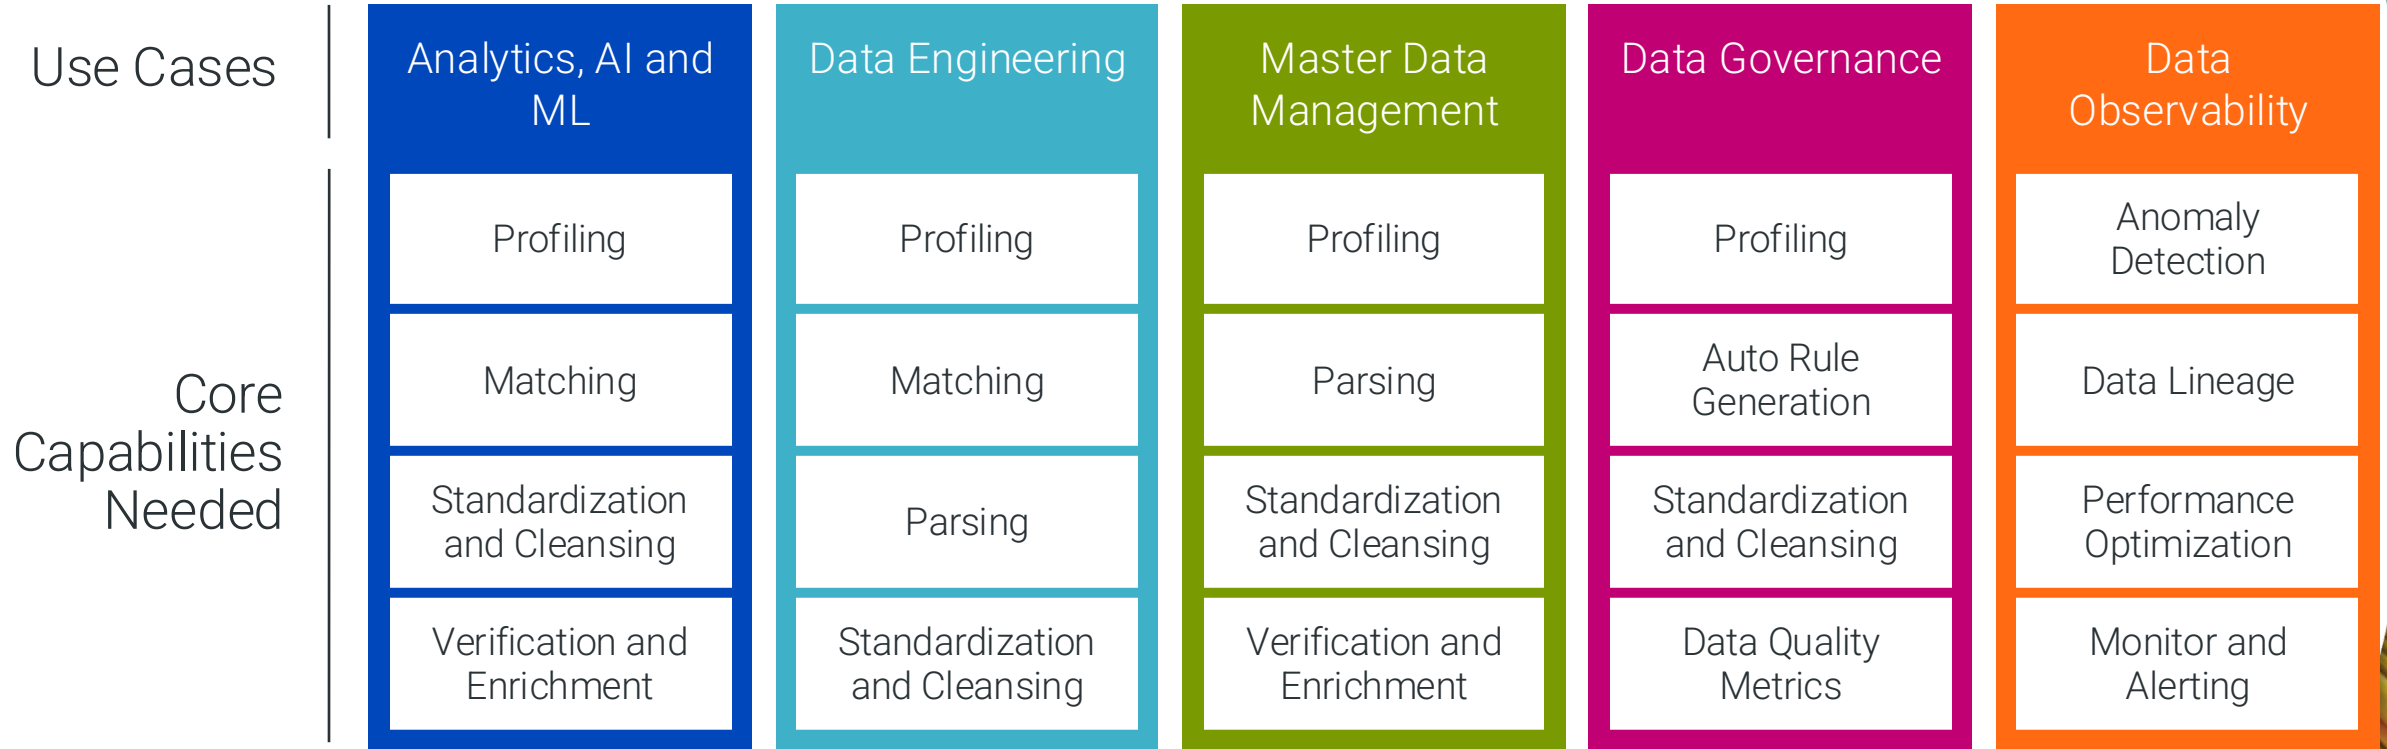 Use Cases
Analytics, AI and
ML
Data Engineering
Master Data
Management
Data Governance
Data
Observability
Core
Capabilities
Needed
Profiling
Matching
Standardization
and Cleansing
Verification and
Enrichment
Profiling
Matching
Parsing
Standardization
and Cleansing
Profiling
Parsing
Standardization
and Cleansing
Verification and
Enrichment
Profiling
Auto Rule
Generation
Standardization
and Cleansing
Data Quality
Metrics
Anomaly
Detection
Data Lineage
Performance
Optimization
Monitor and
Alerting